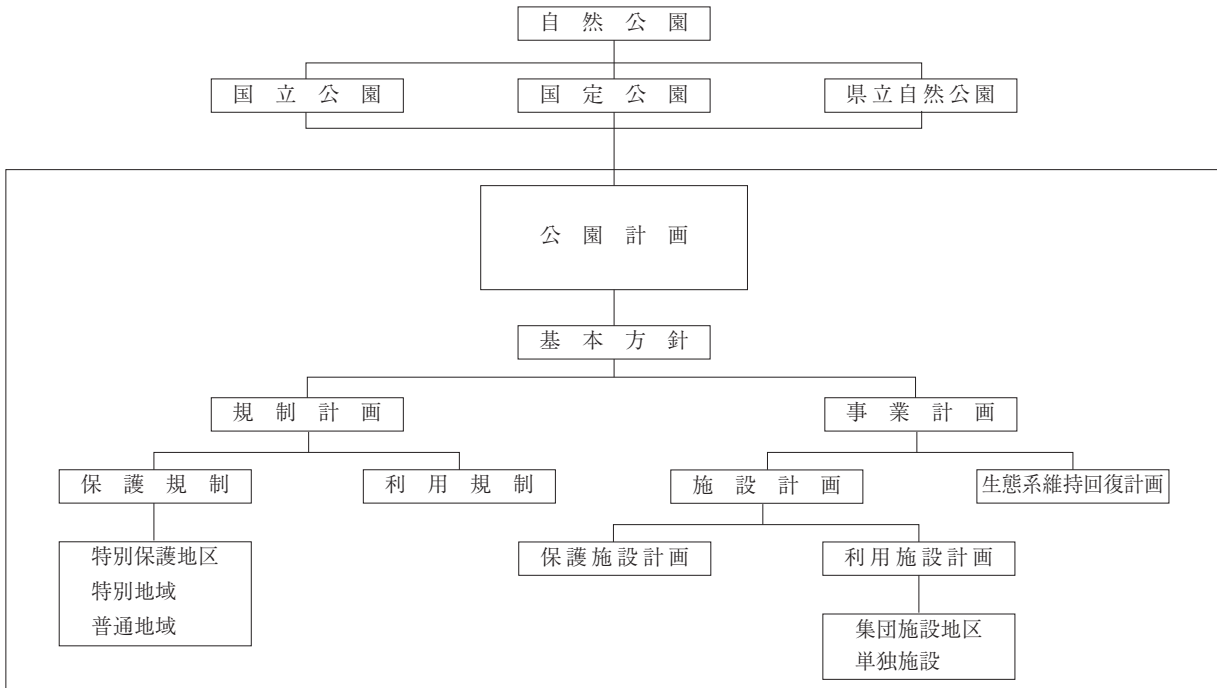 自然公園
国立公園
国定公園
県立自然公園
公園計画
基本方針
規制計画
事業計画
保護規制
利用規制
施設計画
生態系維持回復計画
特別保護地区
特別地域
普通地域
保護施設計画
利用施設計画
集団施設地区
単独施設